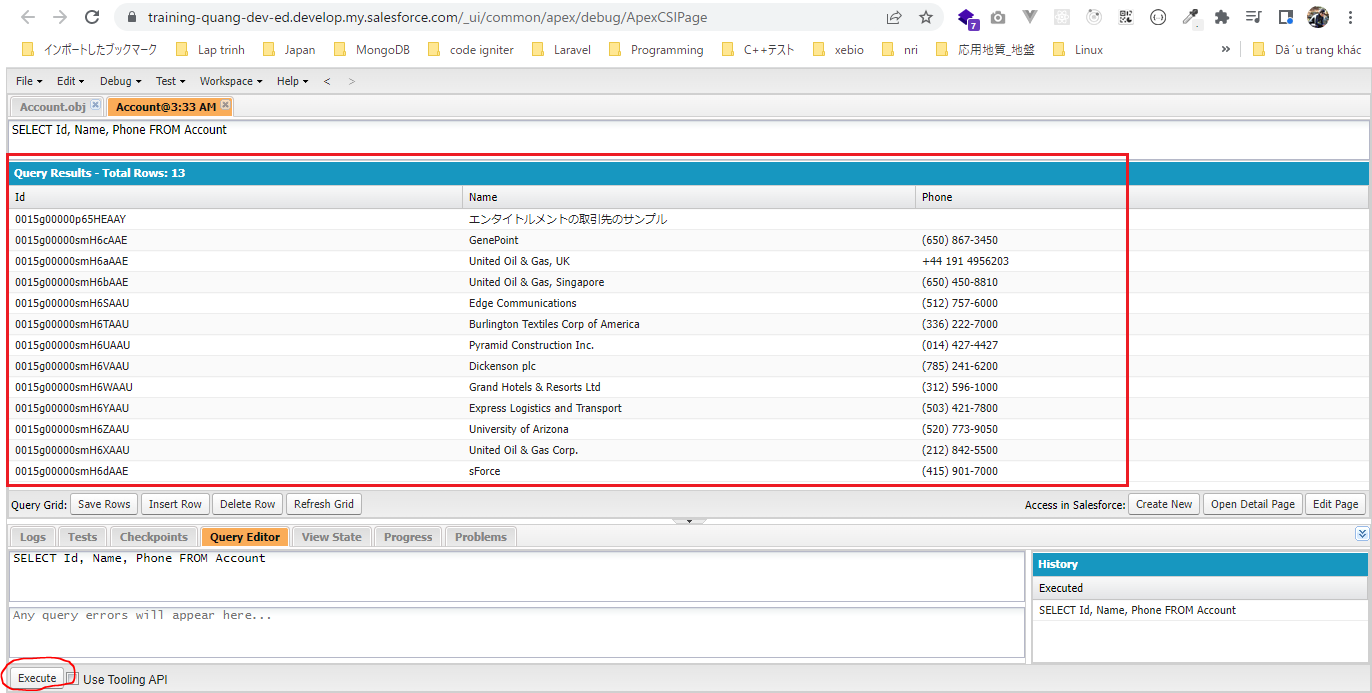 training-quang-dev-ed.develop.my.salesforce.com/_ui/common/apex/debug/ApexCSIPage
7
インポートしたブックマーク Lap trinh Japan MongoDB code igniter Laravel Programming C++テスト xebio nri 応用地質_地盤 Linux » Dấu trang khác
File Edit Debug Test Workspace Help < >
Account.obj Account@3:33 AM
SELECT Id, Name, Phone FROM Account
Query Results - Total Rows: 13
Id Name Phone
0015g00000p65HEAAY エンタイトルメントの取引先のサンプル
0015g00000smH6cAAE GenePoint (650) 867-3450
0015g00000smH6aAAE United Oil & Gas, UK +44 191 4956203
0015g00000smH6bAAE United Oil & Gas, Singapore (650) 450-8810
0015g00000smH6SAAU Edge Communications (512) 757-6000
0015g00000smH6TAAU Burlington Textiles Corp of America (336) 222-7000
0015g00000smH6UAAU Pyramid Construction Inc. (014) 427-4427
0015g00000smH6VAAU Dickenson plc (785) 241-6200
0015g00000smH6WAAU Grand Hotels & Resorts Ltd (312) 596-1000
0015g00000smH6YAAU Express Logistics and Transport (503) 421-7800
0015g00000smH6ZAAU University of Arizona (520) 773-9050
0015g00000smH6XAAU United Oil & Gas Corp. (212) 842-5500
0015g00000smH6dAAE sForce (415) 901-7000
Query Grid: Save Rows Insert Row Delete Row Refresh Grid Access in Salesforce: Create New Open Detail Page Edit Page
Logs Tests Checkpoints Query Editor View State Progress Problems
SELECT Id, Name, Phone FROM Account
Any query errors will appear here...
History
Executed
SELECT Id, Name, Phone FROM Account
Execute Use Tooling API